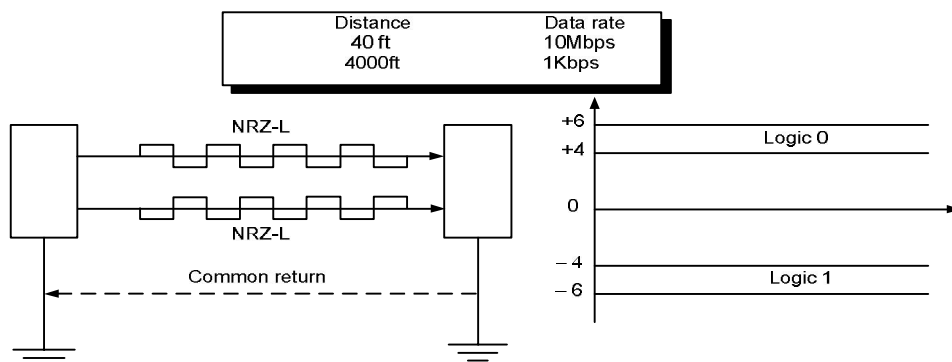 Distance Data rate
40 ft 10Mbps
4000ft 1Kbps
NRZ-L
NRZ-L
Common return
+6
Logic 0
+4
0
−4
Logic 1
−6